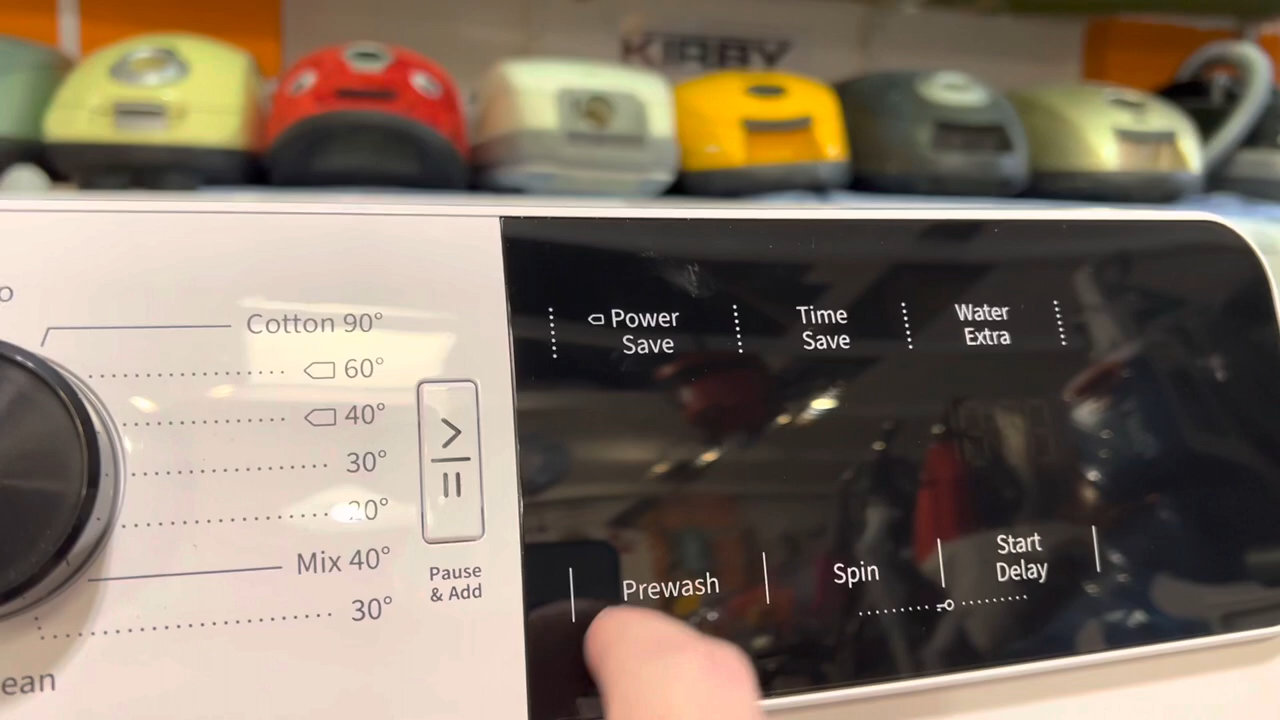 KIRBY
o
Cotton 90°
60°
40°
30°
20°
Mix 40°
30°
ean
Pause
& Add
Power
Save
Time
Save
Water
Extra
Prewash
Spin
Start
Delay